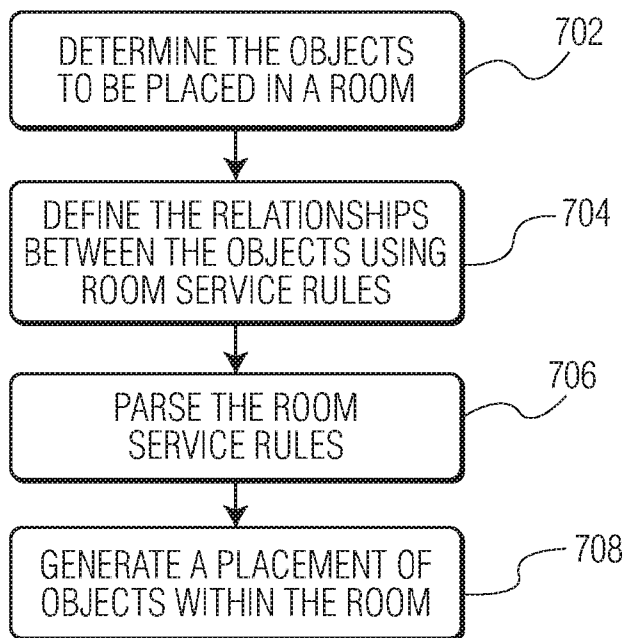 DETERMINE THE OBJECTS
TO BE PLACED IN A ROOM
702
DEFINE THE RELATIONSHIPS
BETWEEN THE OBJECTS USING
ROOM SERVICE RULES
704
PARSE THE ROOM
SERVICE RULES
706
GENERATE A PLACEMENT OF
OBJECTS WITHIN THE ROOM
708